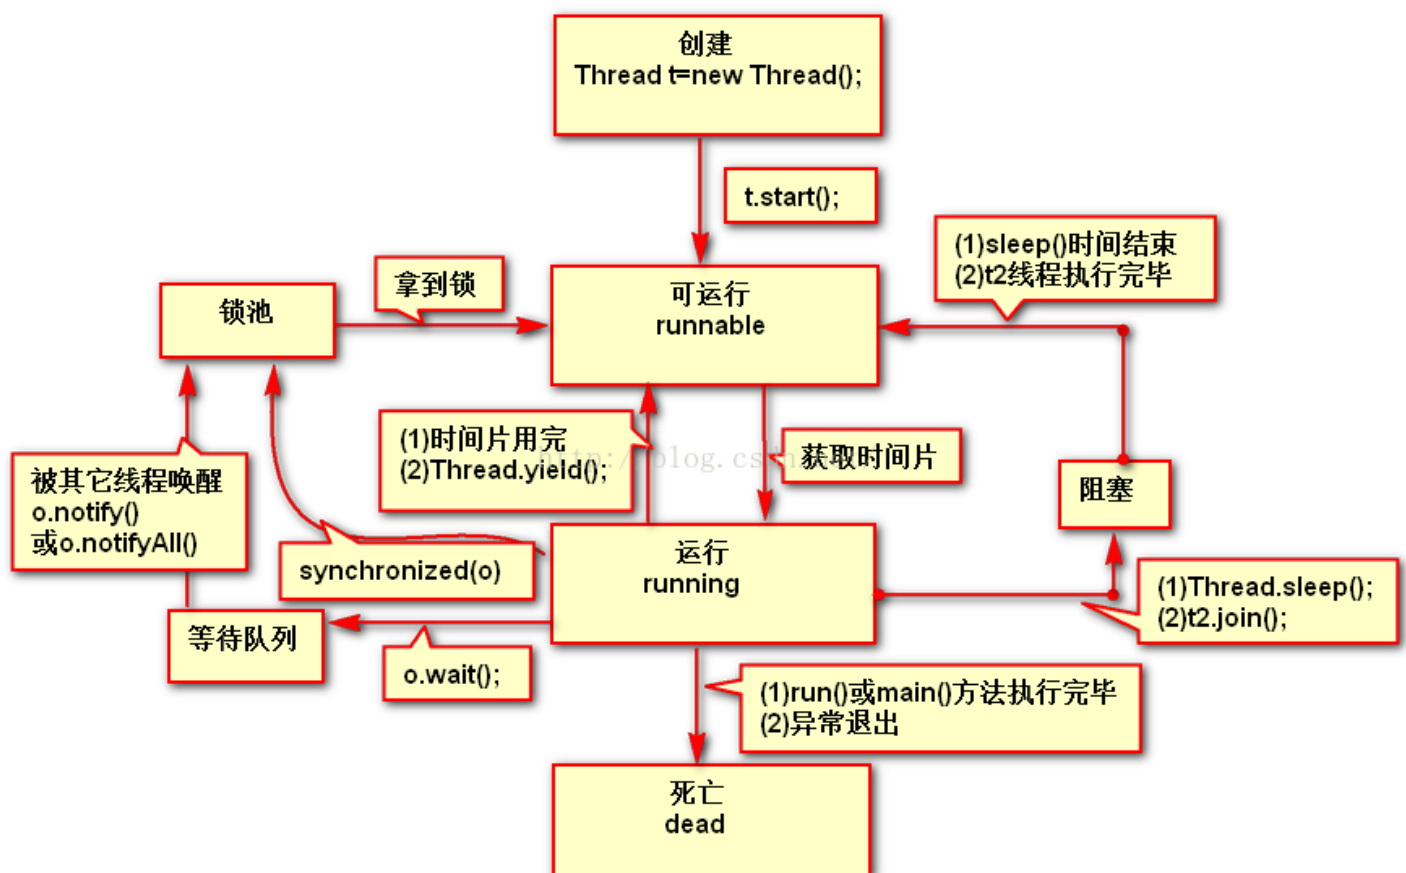 创建
Thread t=new Thread();
t.start();
(1)sleep()时间结束
(2)t2线程执行完毕
拿到锁
锁池
可运行
runnable
(1)时间片用完
(2)Thread.yield();
获取时间片
被其它线程唤醒
o.notify()
或o.notifyAll()
阻塞
synchronized(o)
运行
running
(1)Thread.sleep();
(2)t2.join();
等待队列
o.wait();
(1)run()或main()方法执行完毕
(2)异常退出
死亡
dead